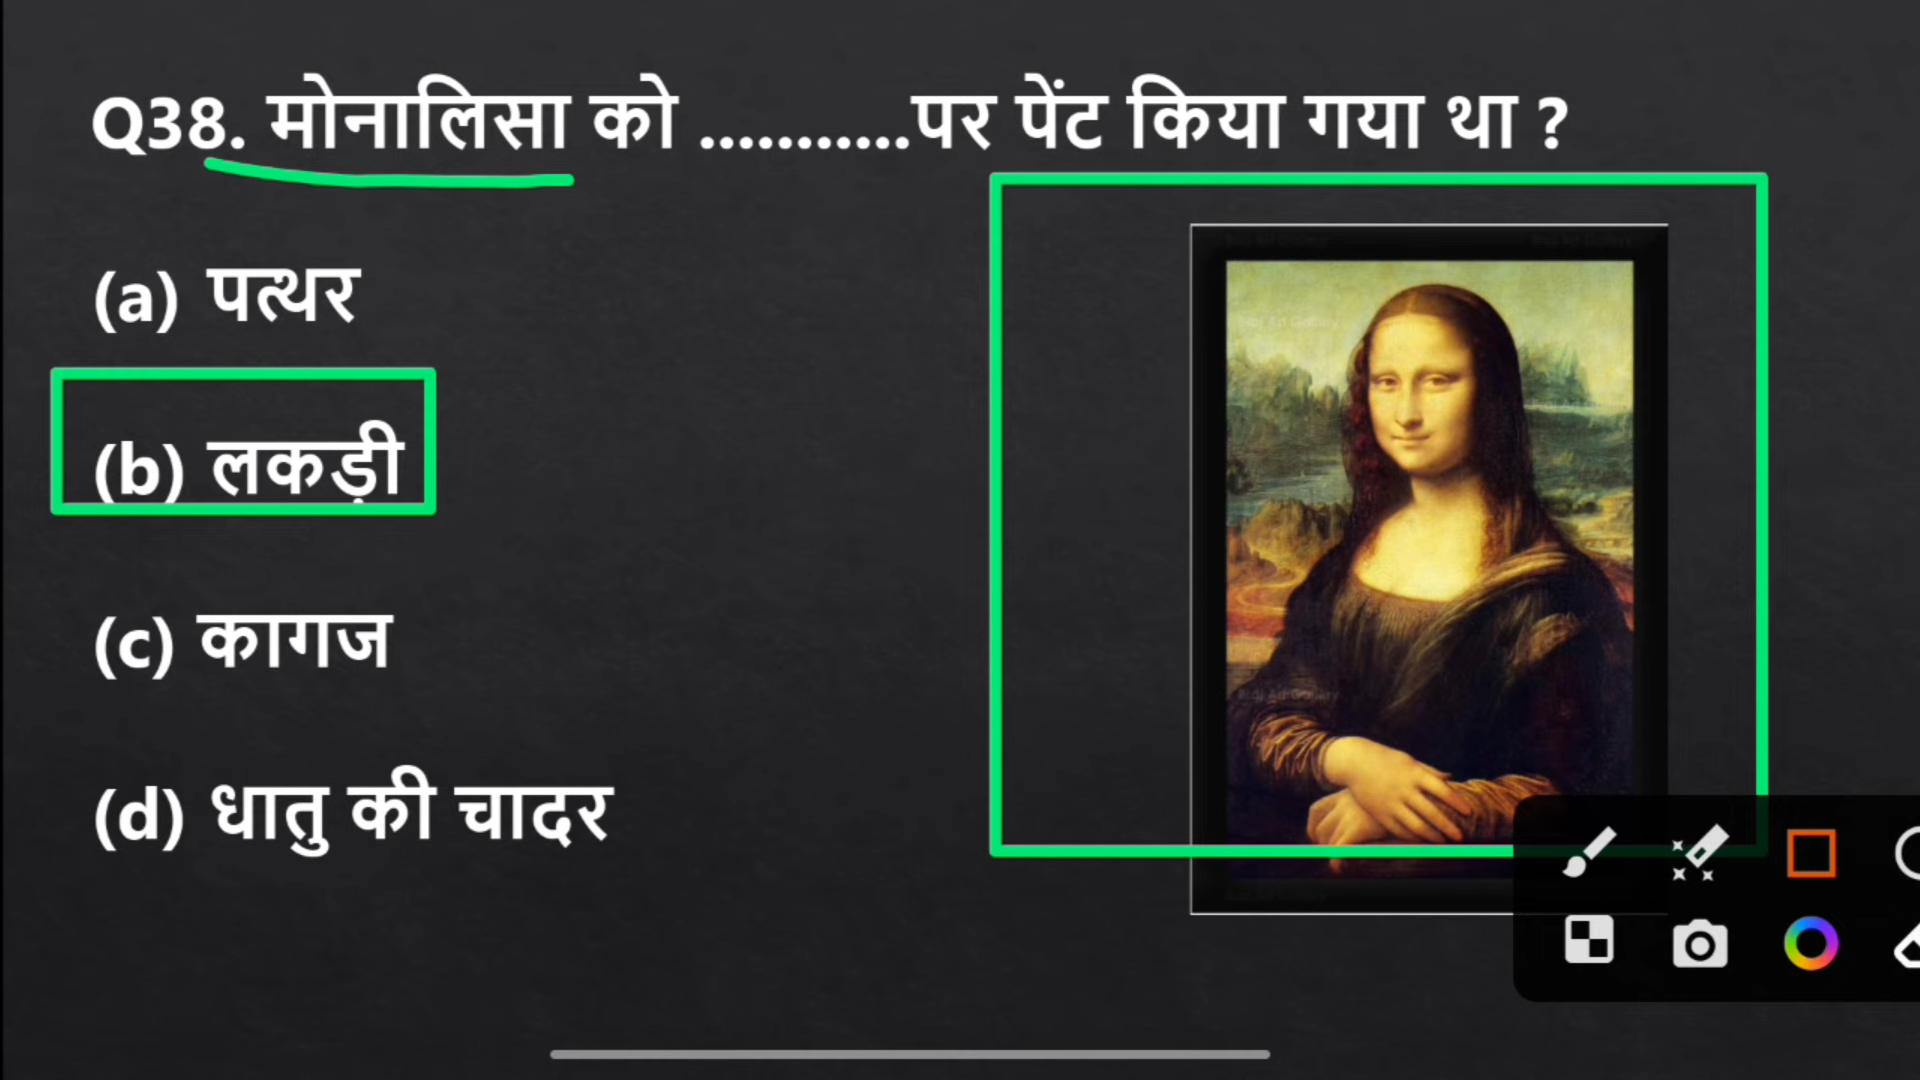 Q38. मोनालिसा को ...........पर पेंट किया गया था ?
(a) पत्थर
(b) लकड़ी
(c) कागज
(d) धातु की चादर